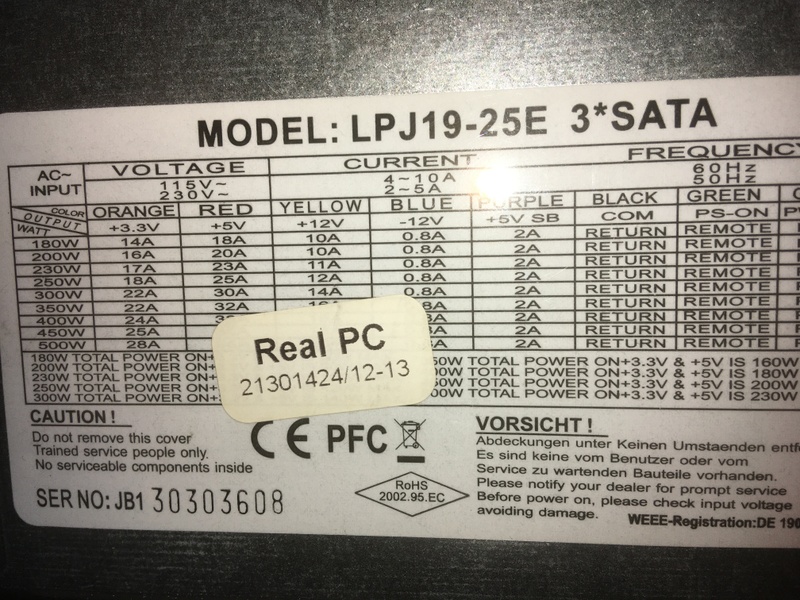 MODEL: LPJ19-25E 3*SATA
AC~ INPUT VOLTAGE CURRENT FREQUENCY
115V~ 4~10A 60Hz
230V~ 2~5A 50Hz
COLOR ORANGE RED YELLOW BLUE PURPLE BLACK GREEN
OUTPUT WATT +3.3V +5V +12V -12V +5V SB COM PS-ON
180W 14A 18A 10A 0.8A 2A RETURN REMOTE
200W 16A 20A 10A 0.8A 2A RETURN REMOTE
230W 17A 23A 11A 0.8A 2A RETURN REMOTE
250W 18A 25A 12A 0.8A 2A RETURN REMOTE
300W 22A 30A 14A 0.8A 2A RETURN REMOTE
350W 22A 32A 2A RETURN REMOTE
400W 24A 2A RETURN REMOTE
450W 25A 2A RETURN REMOTE
500W 28A 2A RETURN REMOTE
180W TOTAL POWER ON+ 50W TOTAL POWER ON+3.3V & +5V IS 160W
200W TOTAL POWER ON+ 00W TOTAL POWER ON+3.3V & +5V IS 180W
230W TOTAL POWER ON+ 50W TOTAL POWER ON+3.3V & +5V IS 200W
250W TOTAL POWER ON+ 00W TOTAL POWER ON+3.3V & +5V IS 230W
300W TOTAL POWER ON+
Real PC
21301424/12-13
CAUTION !
Do not remove this cover
Trained service people only.
No serviceable components inside
CE PFC
SER NO: JB1 30303608
RoHS
2002.95.EC
VORSICHT !
Abdeckungen unter Keinen Umstaenden entf
Es sind keine vom Benutzer oder vom
Service zu wartenden Bauteile vorhanden.
Please notify your dealer for prompt service
Before power on, please check input voltage
avoiding damage.
WEEE-Registration:DE 190